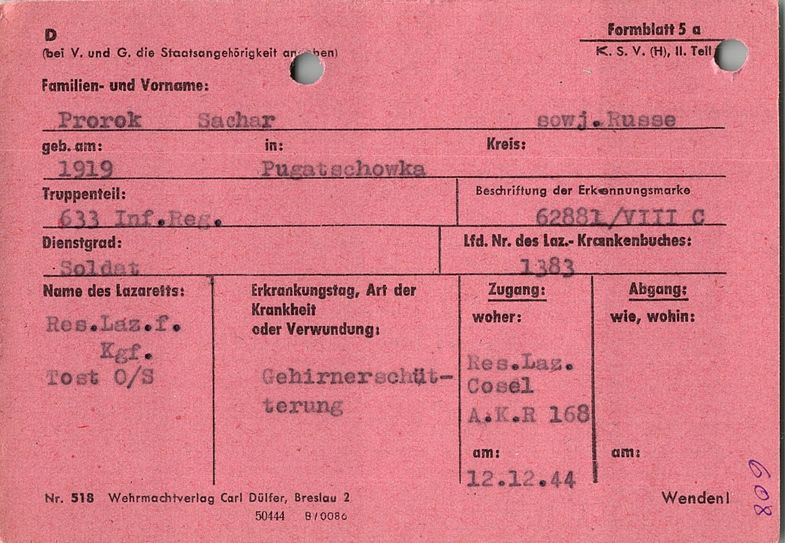 D
Formblatt 5 a
(bei V. und G. die Staatsangehörigkeit angeben)
K. S. V. (H), II. Teil
Familien- und Vorname:
Prorok Sachar sowj.Russe
geb. am: in: Kreis:
1919 Pugatschowka
Truppenteil: Beschriftung der Erkennungsmarke
633 Inf.Reg. 62881/VIII C
Dienstgrad: Lfd. Nr. des Laz.- Krankenbuches:
Soldat 1383
Name des Lazaretts: Erkrankungstag, Art der Zugang: Abgang:
Krankheit
oder Verwundung: woher: wie, wohin:
Res.Laz.f.
Kgf. Res.Laz.
Tost O/S Gehirnerschüt- Cosel
terung A.K.R 168
am: am:
12.12.44
Nr. 518 Wehrmachtverlag Carl Dülfer, Breslau 2 Wenden!
50444 B/0086
608